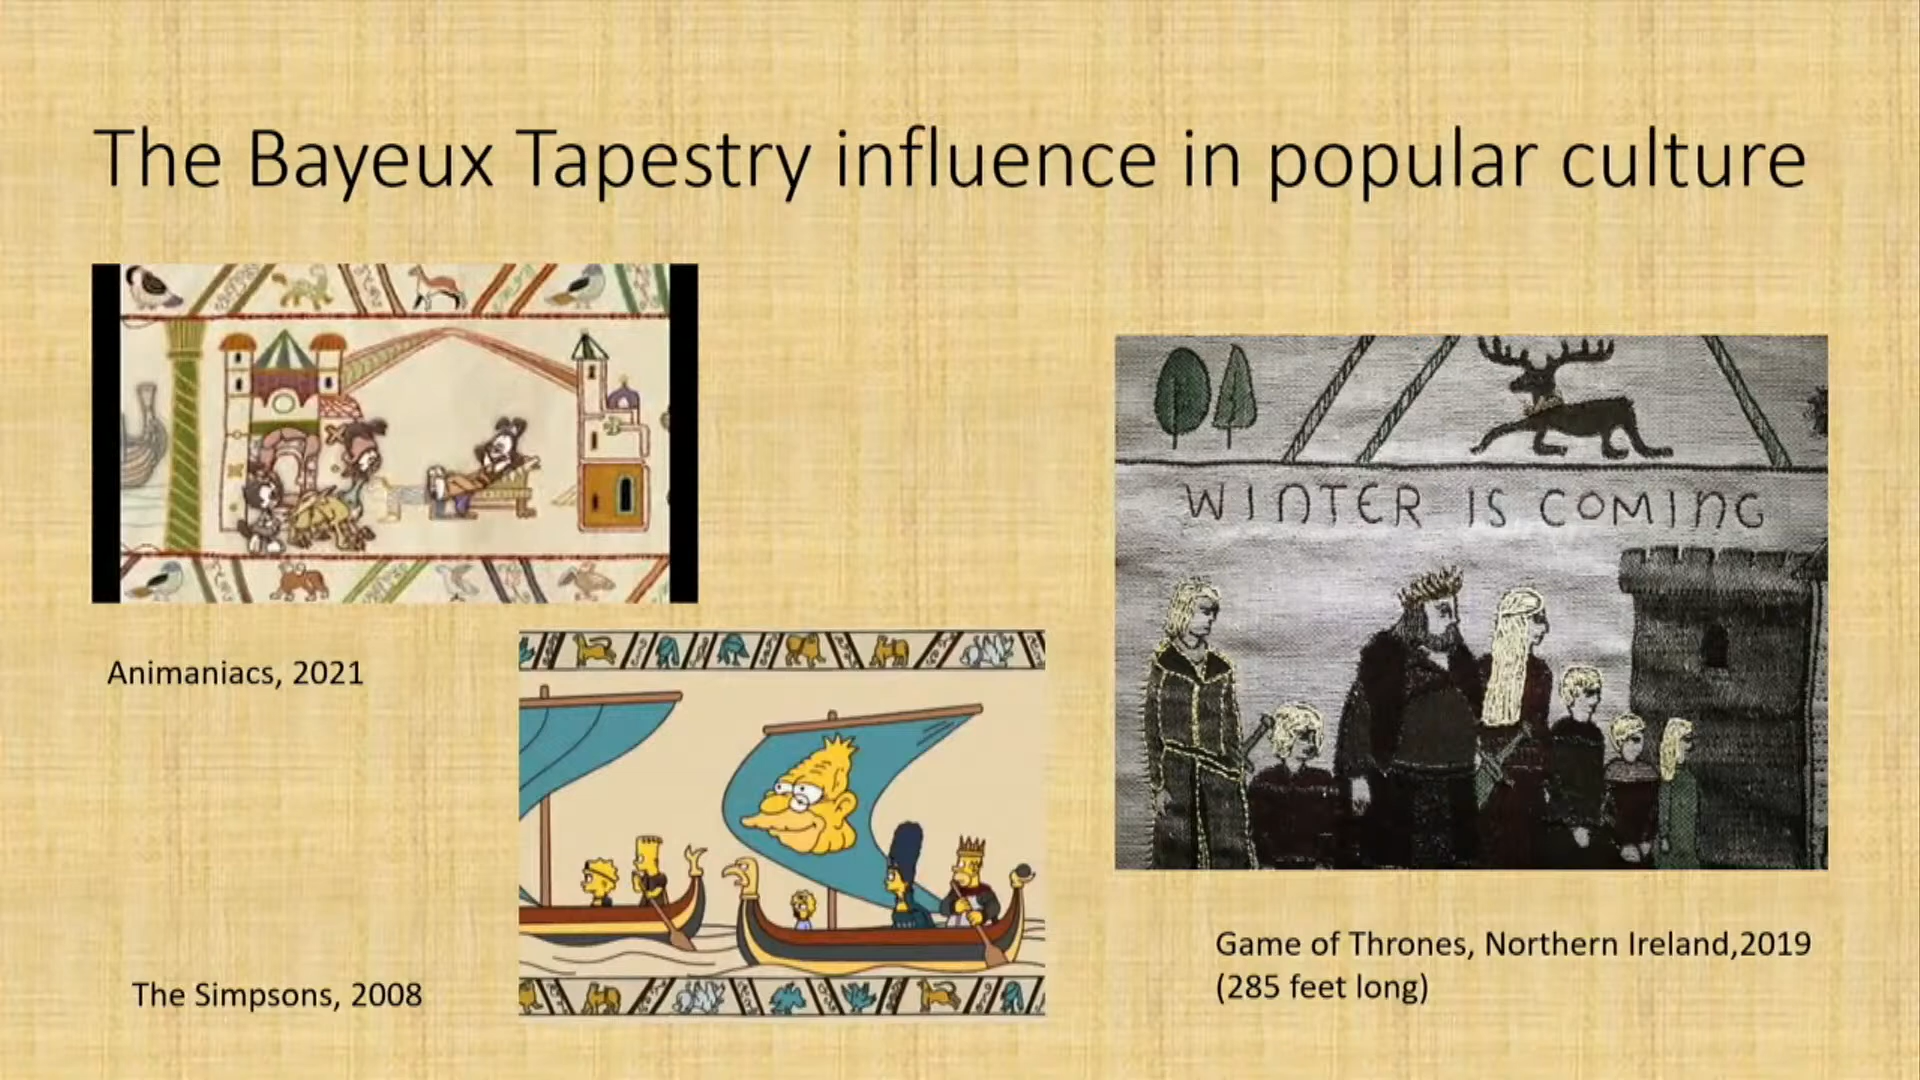 The Bayeux Tapestry influence in popular culture
WINTER IS COMING
Animaniacs, 2021
The Simpsons, 2008
Game of Thrones, Northern Ireland,2019
(285 feet long)